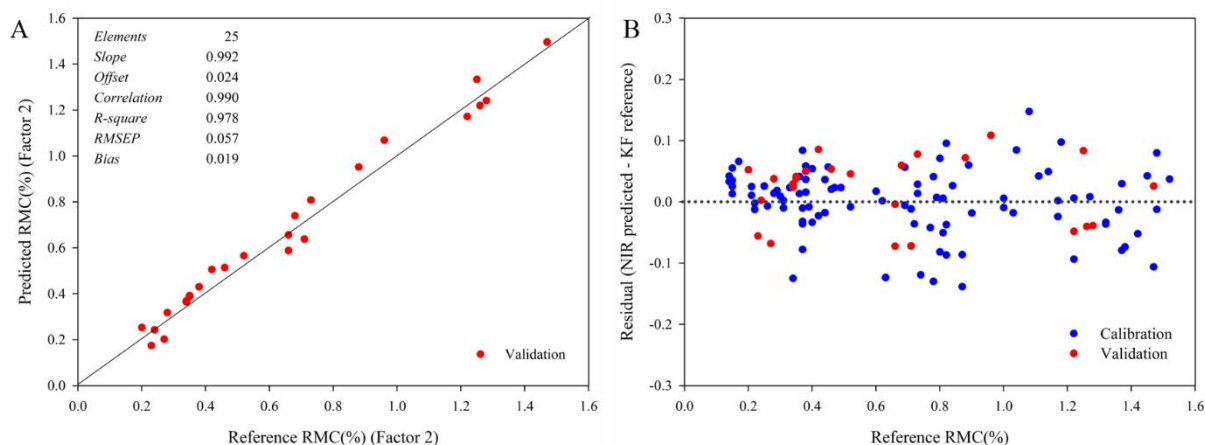 A
Elements 25
Slope 0.992
Offset 0.024
Correlation 0.990
R-square 0.978
RMSEP 0.057
Bias 0.019
Predicted RMC(%) (Factor 2)
1.6
1.4
1.2
1.0
0.8
0.6
0.4
0.2
0.0
Validation
0.2 0.4 0.6 0.8 1.0 1.2 1.4 1.6
Reference RMC(%) (Factor 2)
B
Residual (NIR predicted - KF reference)
0.3
0.2
0.1
0.0
-0.1
-0.2
-0.3
Calibration
Validation
0.0 0.2 0.4 0.6 0.8 1.0 1.2 1.4 1.6
Reference RMC(%)